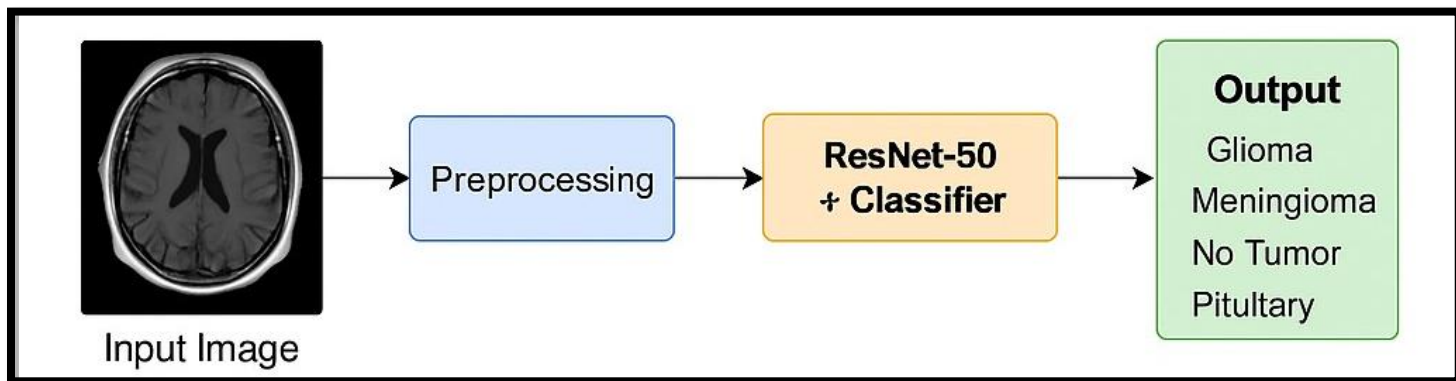 Input Image
Preprocessing
ResNet-50
+ Classifier
Output
Glioma
Meningioma
No Tumor
Pitultary